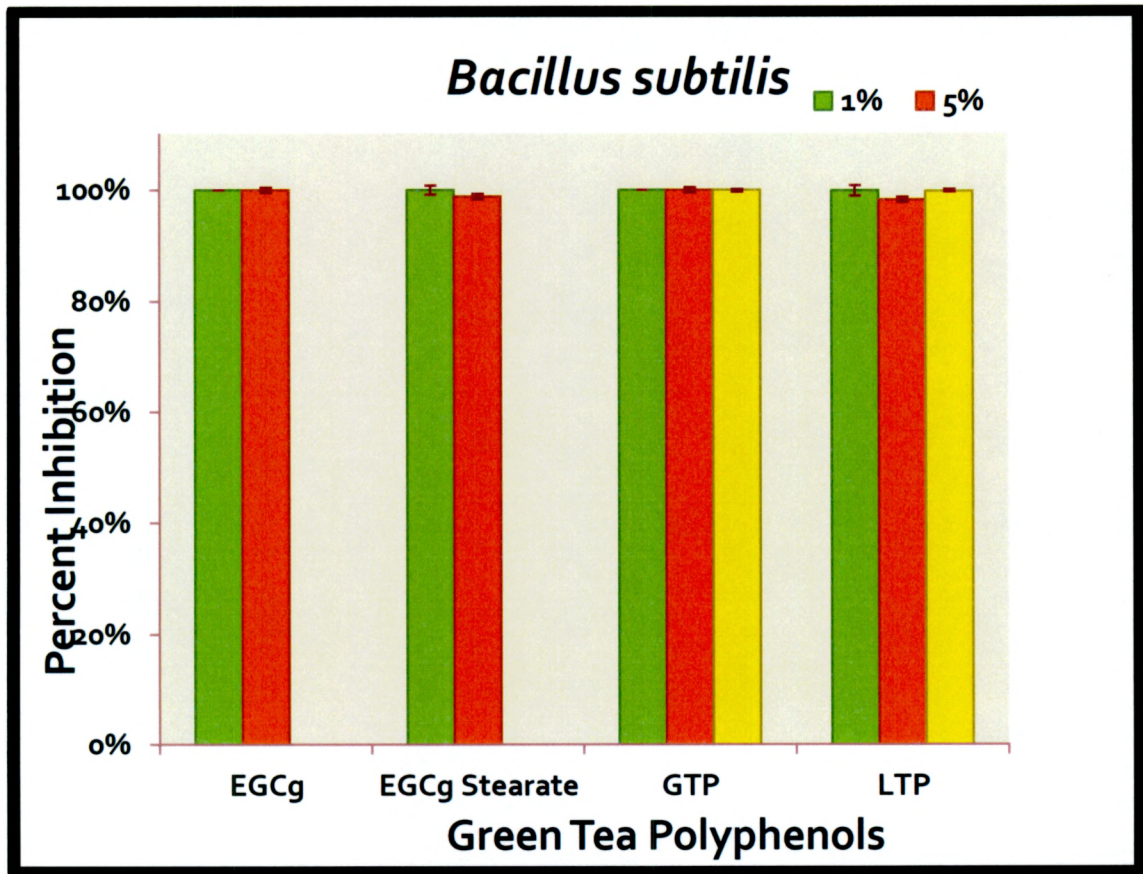 Bacillus subtilis
1% 5%
100%
80%
60%
40%
20%
0%
Percent Inhibition
EGCg EGCg Stearate GTP LTP
Green Tea Polyphenols